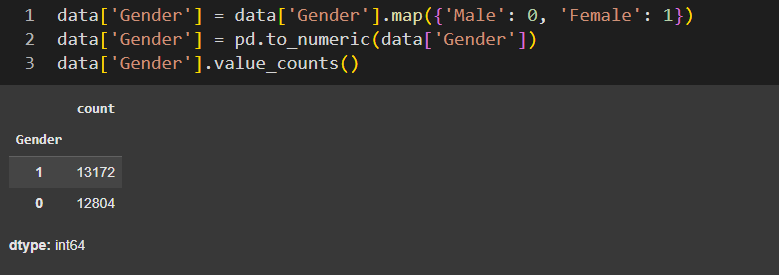 1 data['Gender'] = data['Gender'].map({'Male': 0, 'Female': 1})
2 data['Gender'] = pd.to_numeric(data['Gender'])
3 data['Gender'].value_counts()
count
Gender
1 13172
0 12804
dtype: int64